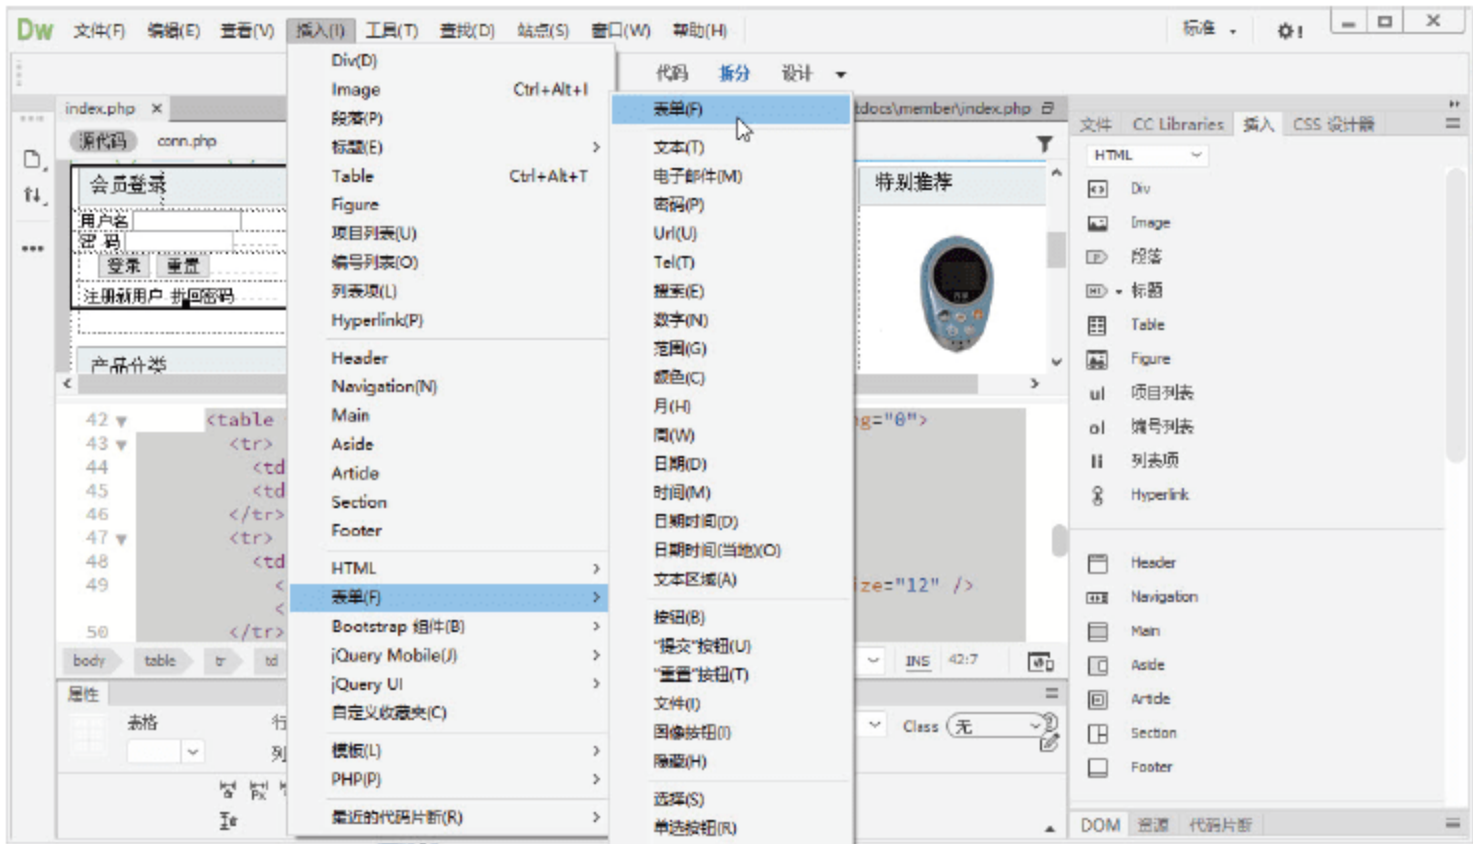 Dw 文件(F) 编辑(E) 查看(V) 插入(I) 工具(T) 查找(D) 站点(S) 窗口(W) 帮助(H) 标准
代码 拆分 设计
index.php ×
tdocs\member\index.php
源代码 conn.php
会员登录
用户名
密 码
登录 重置
注册新用户 找回密码
产品分类
特别推荐
42 <table
ng="0">
43 <tr>
44 <td
45 <td
46 </tr>
47 <tr>
48 <td
49 <
ize="12" />
<
50 </tr>
body table tr td
INS 42:7
属性
表格 行
列
Class 无
Div(D)
Image Ctrl+Alt+I
段落(P)
标题(E)
Table Ctrl+Alt+T
Figure
项目列表(U)
编号列表(O)
列表项(L)
Hyperlink(P)
Header
Navigation(N)
Main
Aside
Article
Section
Footer
HTML
表单(F)
Bootstrap 组件(B)
jQuery Mobile(J)
jQuery UI
自定义收藏夹(C)
模板(L)
PHP(P)
最近的代码片断(R)
表单(F)
文本(T)
电子邮件(M)
密码(P)
Url(U)
Tel(T)
搜索(E)
数字(N)
范围(G)
颜色(C)
月(H)
周(W)
日期(D)
时间(M)
日期时间(D)
日期时间(当地)(O)
文本区域(A)
按钮(B)
“提交”按钮(U)
“重置”按钮(T)
文件(I)
图像按钮(I)
隐藏(H)
选择(S)
单选按钮(R)
文件 CC Libraries 插入 CSS 设计器
HTML
Div
Image
段落
标题
Table
Figure
ul 项目列表
ol 编号列表
li 列表项
Hyperlink
Header
Navigation
Main
Aside
Article
Section
Footer
DOM 资源 代码片断